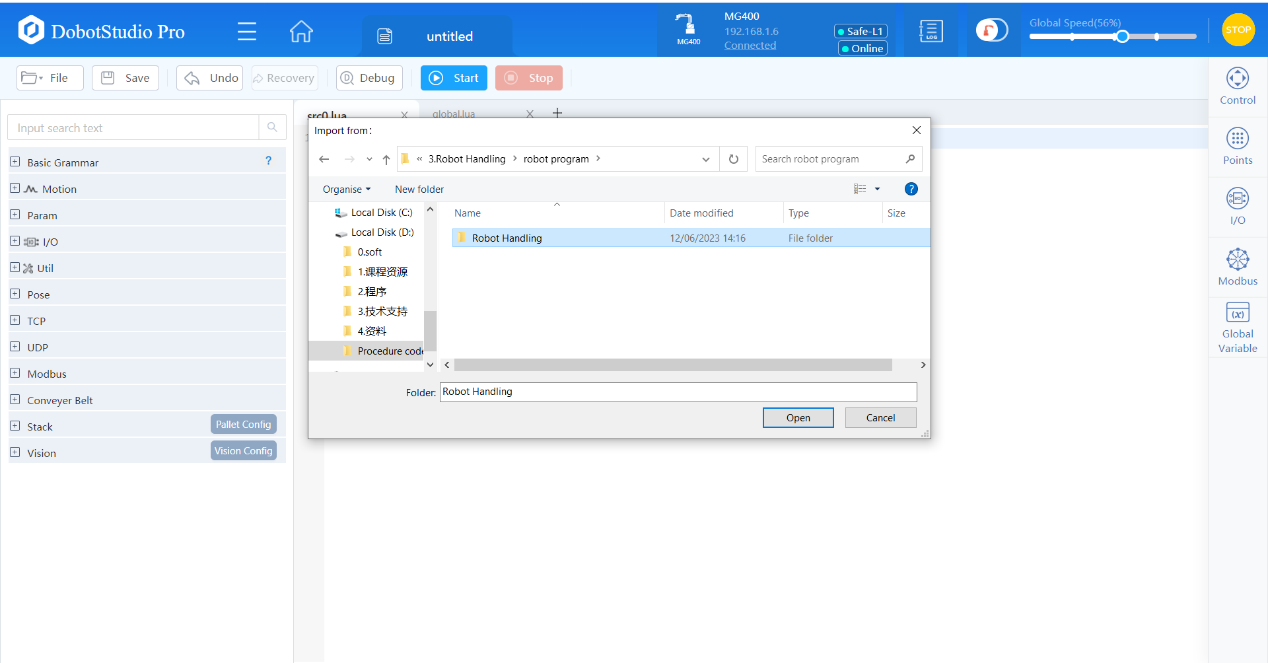 DobotStudio Pro
untitled
MG400
MG400
192.168.1.6
Connected
Safe-L1
Online
LOG
Global Speed(56%)
STOP
File
Save
Undo
Recovery
Debug
Start
Stop
Control
Points
I/O
Modbus
(x)
Global
Variable
Input search text
Basic Grammar ?
Motion
Param
I/O
Util
Pose
TCP
UDP
Modbus
Conveyer Belt
Stack Pallet Config
Vision Vision Config
src0.lua
global.lua
Import from:
« 3.Robot Handling > robot program >
Search robot program
Organise
New folder
?
Local Disk (C:)
Local Disk (D:)
0.soft
1.课程资源
2.程序
3.技术支持
4.资料
Procedure code
Name Date modified Type Size
Robot Handling 12/06/2023 14:16 File folder
Folder: Robot Handling
Open Cancel